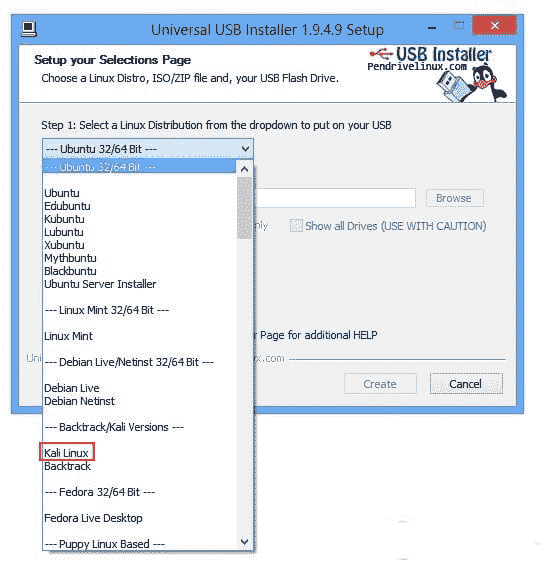 Universal USB Installer 1.9.4.9 Setup
Setup your Selections Page
Choose a Linux Distro, ISO/ZIP file and, your USB Flash Drive.
USB Installer
Pendrivelinux.com
Step 1: Select a Linux Distribution from the dropdown to put on your USB
--- Ubuntu 32/64 Bit ---
--- Ubuntu 32/64 Bit ---
Ubuntu
Edubuntu
Kubuntu
Lubuntu
Xubuntu
Mythbuntu
Blackbuntu
Ubuntu Server Installer
Browse
Show all Drives (USE WITH CAUTION)
--- Linux Mint 32/64 Bit ---
Linux Mint
Page for additional HELP
--- Debian Live/Netinst 32/64 Bit ---
Debian Live
Debian Netinst
Create
Cancel
--- Backtrack/Kali Versions ---
Kali Linux
Backtrack
--- Fedora 32/64 Bit ---
Fedora Live Desktop
--- Puppy Linux Based ---